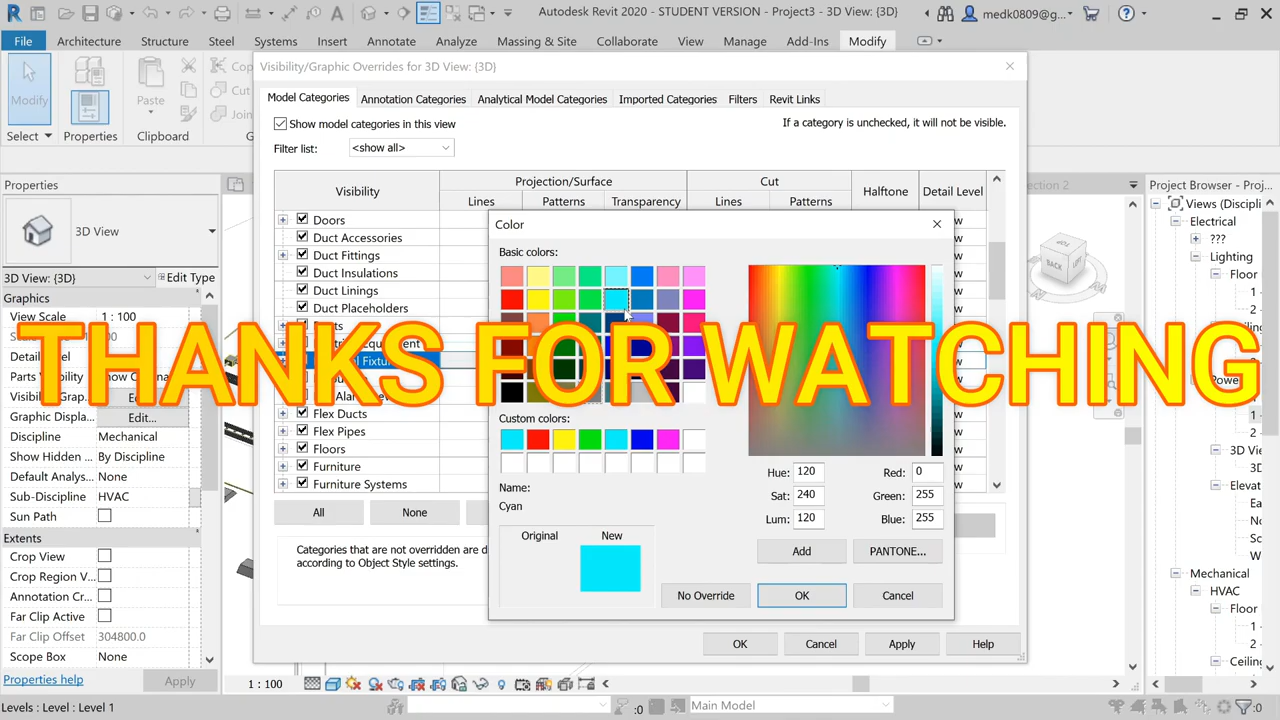 Autodesk Revit 2020 - STUDENT VERSION - Project3 - 3D View: {3D}
medk0809@g...
File Architecture Structure Steel Systems Insert Annotate Analyze Massing & Site Collaborate View Manage Add-Ins Modify
Modify
Properties
Paste
Select
Properties
Clipboard
Visibility/Graphic Overrides for 3D View: {3D}
Model Categories Annotation Categories Analytical Model Categories Imported Categories Filters Revit Links
Show model categories in this view
If a category is unchecked, it will not be visible.
Filter list: <show all>
Visibility
Projection/Surface
Cut
Halftone
Detail Level
Lines Patterns Transparency Lines Patterns
Doors
Duct Accessories
Duct Fittings
Duct Insulations
Duct Linings
Duct Placeholders
Flex Ducts
Flex Pipes
Floors
Furniture
Furniture Systems
All
None
Categories that are not overridden are d
according to Object Style settings.
OK Cancel Apply Help
Color
Basic colors:
Custom colors:
Name:
Cyan
Original New
Hue: 120
Sat: 240
Lum: 120
Red: 0
Green: 255
Blue: 255
Add
PANTONE...
No Override OK Cancel
THANKS FOR WATCHING
Properties
3D View
3D View: {3D}
Edit Type
Graphics
View Scale 1 : 100
Discipline Mechanical
Show Hidden ... By Discipline
Default Analys... None
Sub-Discipline HVAC
Sun Path
Extents
Crop View
Crop Region V...
Annotation Cr...
Far Clip Active
Far Clip Offset 304800.0
Scope Box None
Properties help
Apply
ection 2
BACK
Project Browser - Proj...
Views (Discipli
Electrical
???
Lighting
Floor
Mechanical
HVAC
Floor
Ceiling
1 : 100
Levels : Level : Level 1
:0
Main Model
:0